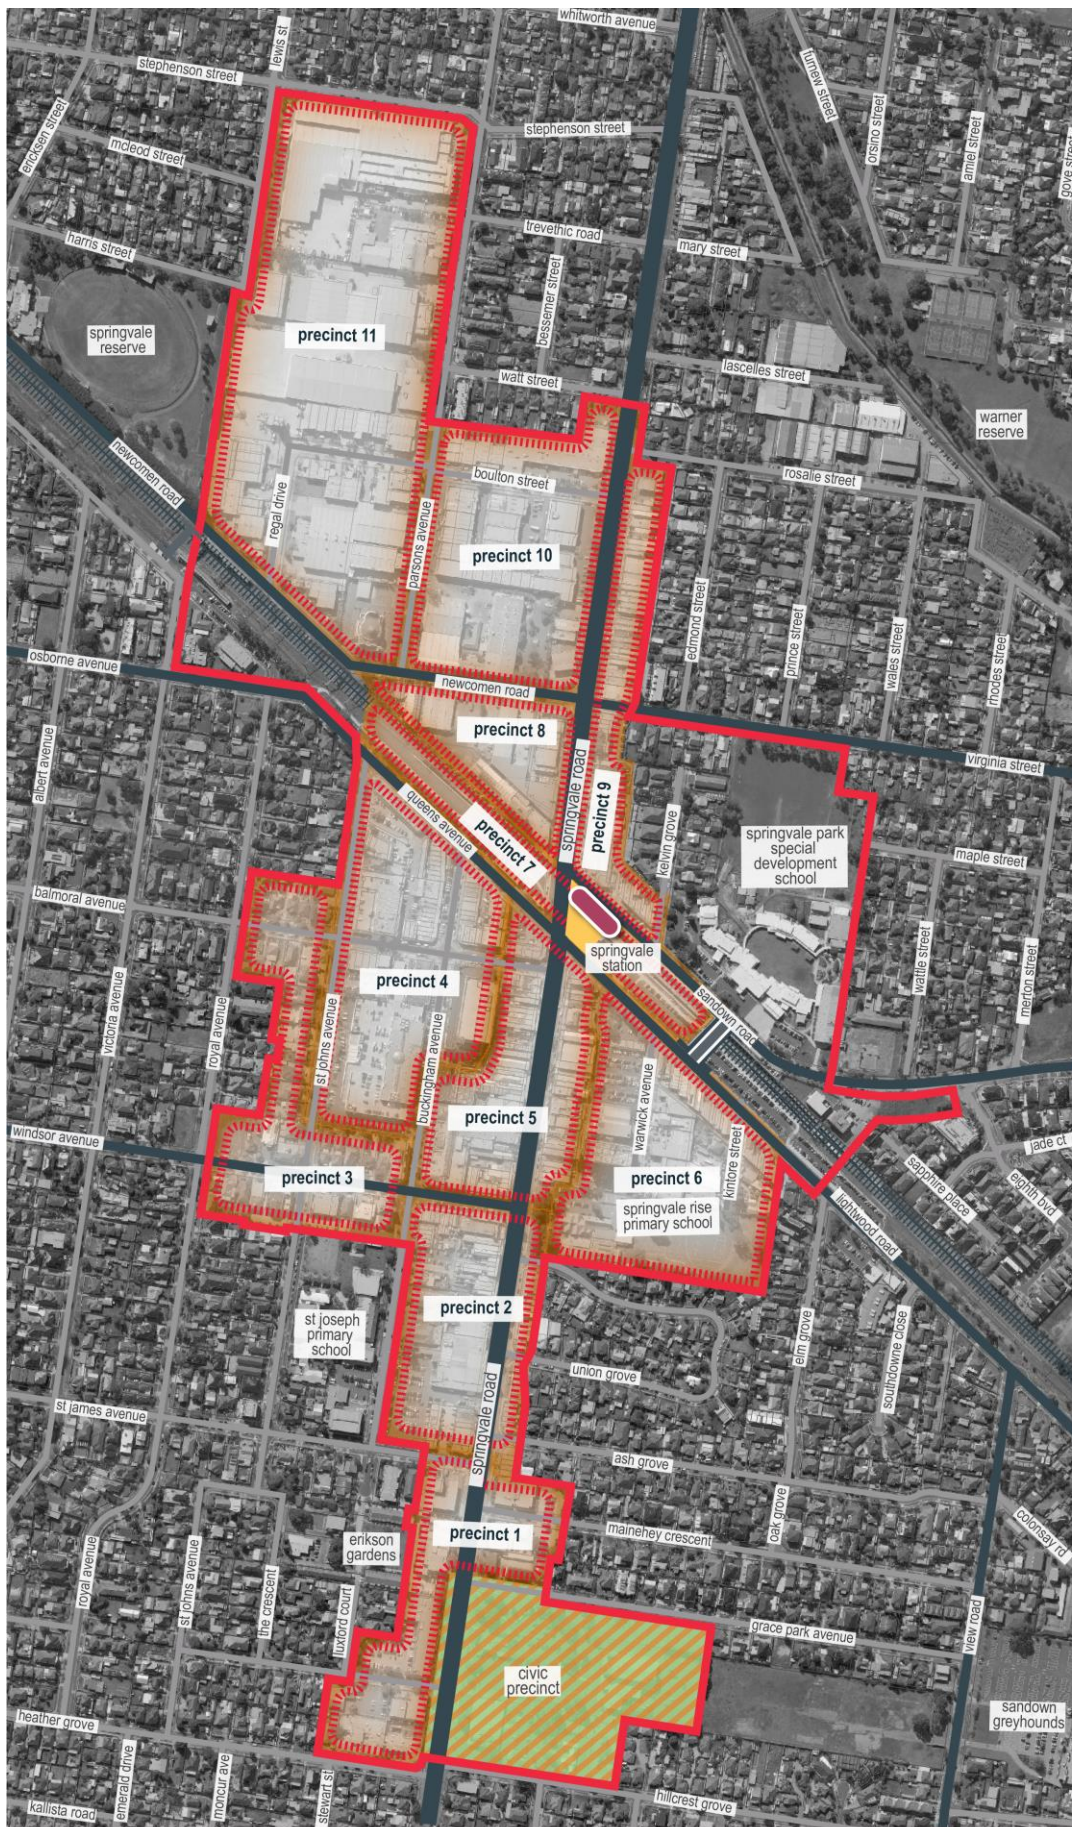 whitworth avenue
lewis st
stephenson street
turnew street
ericksen street
mcleod street
stephenson street
orsino street
amiel street
gove street
harris street
trevethic road
mary street
bessemer street
springvale
reserve
precinct 11
watt street
lascelles street
warner
reserve
newcomen road
regal drive
parsons avenue
boulton street
rosalie street
precinct 10
edmond street
prince street
wales street
rhodes street
osborne avenue
newcomen road
precinct 8
virginia street
albert avenue
springvale road
queens avenue
precinct 7
precinct 9
kelvin grove
springvale park
special
development
school
maple street
balmoral avenue
victoria avenue
royal avenue
st johns avenue
precinct 4
buckingham avenue
springvale
station
sandown road
wattle street
merton street
windsor avenue
precinct 3
precinct 5
warwick avenue
kintore street
precinct 6
springvale rise
primary school
jade ct
eighth bvd
sapphire place
lightwood road
precinct 2
st joseph
primary
school
union grove
elm grove
southdowne close
st james avenue
springvale road
ash grove
oak grove
colonsay rd
precinct 1
mainehey crescent
erikson
gardens
royal avenue
st johns avenue
the crescent
luxford court
grace park avenue
view road
civic
precinct
sandown
greyhounds
heather grove
emerald drive
moncur ave
stewart st
hillcrest grove
kallista road